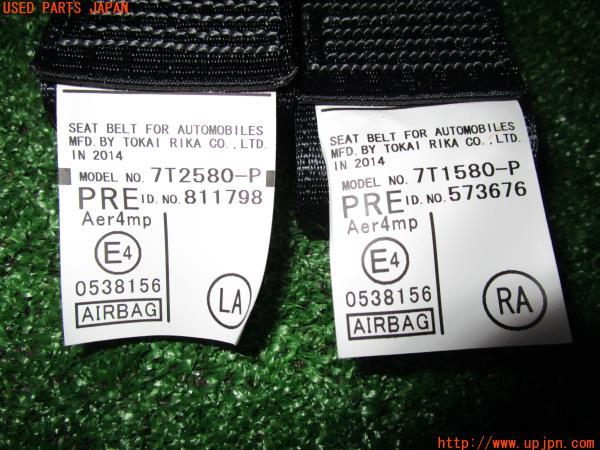 USED PARTS JAPAN
SEAT BELT FOR AUTOMOBILES
MFD. BY TOKAI RIKA CO., LTD.
IN 2014
MODEL NO. 7T2580-P
PRE ID. NO. 811798
Aer4mp
E4
0538156
AIRBAG
LA
SEAT BELT FOR AUTOMOBILES
MFD. BY TOKAI RIKA CO., LTD.
IN 2014
MODEL NO. 7T1580-P
PRE ID. NO. 573676
Aer4mp
E4
0538156
AIRBAG
RA
http://www.upjpn.com/